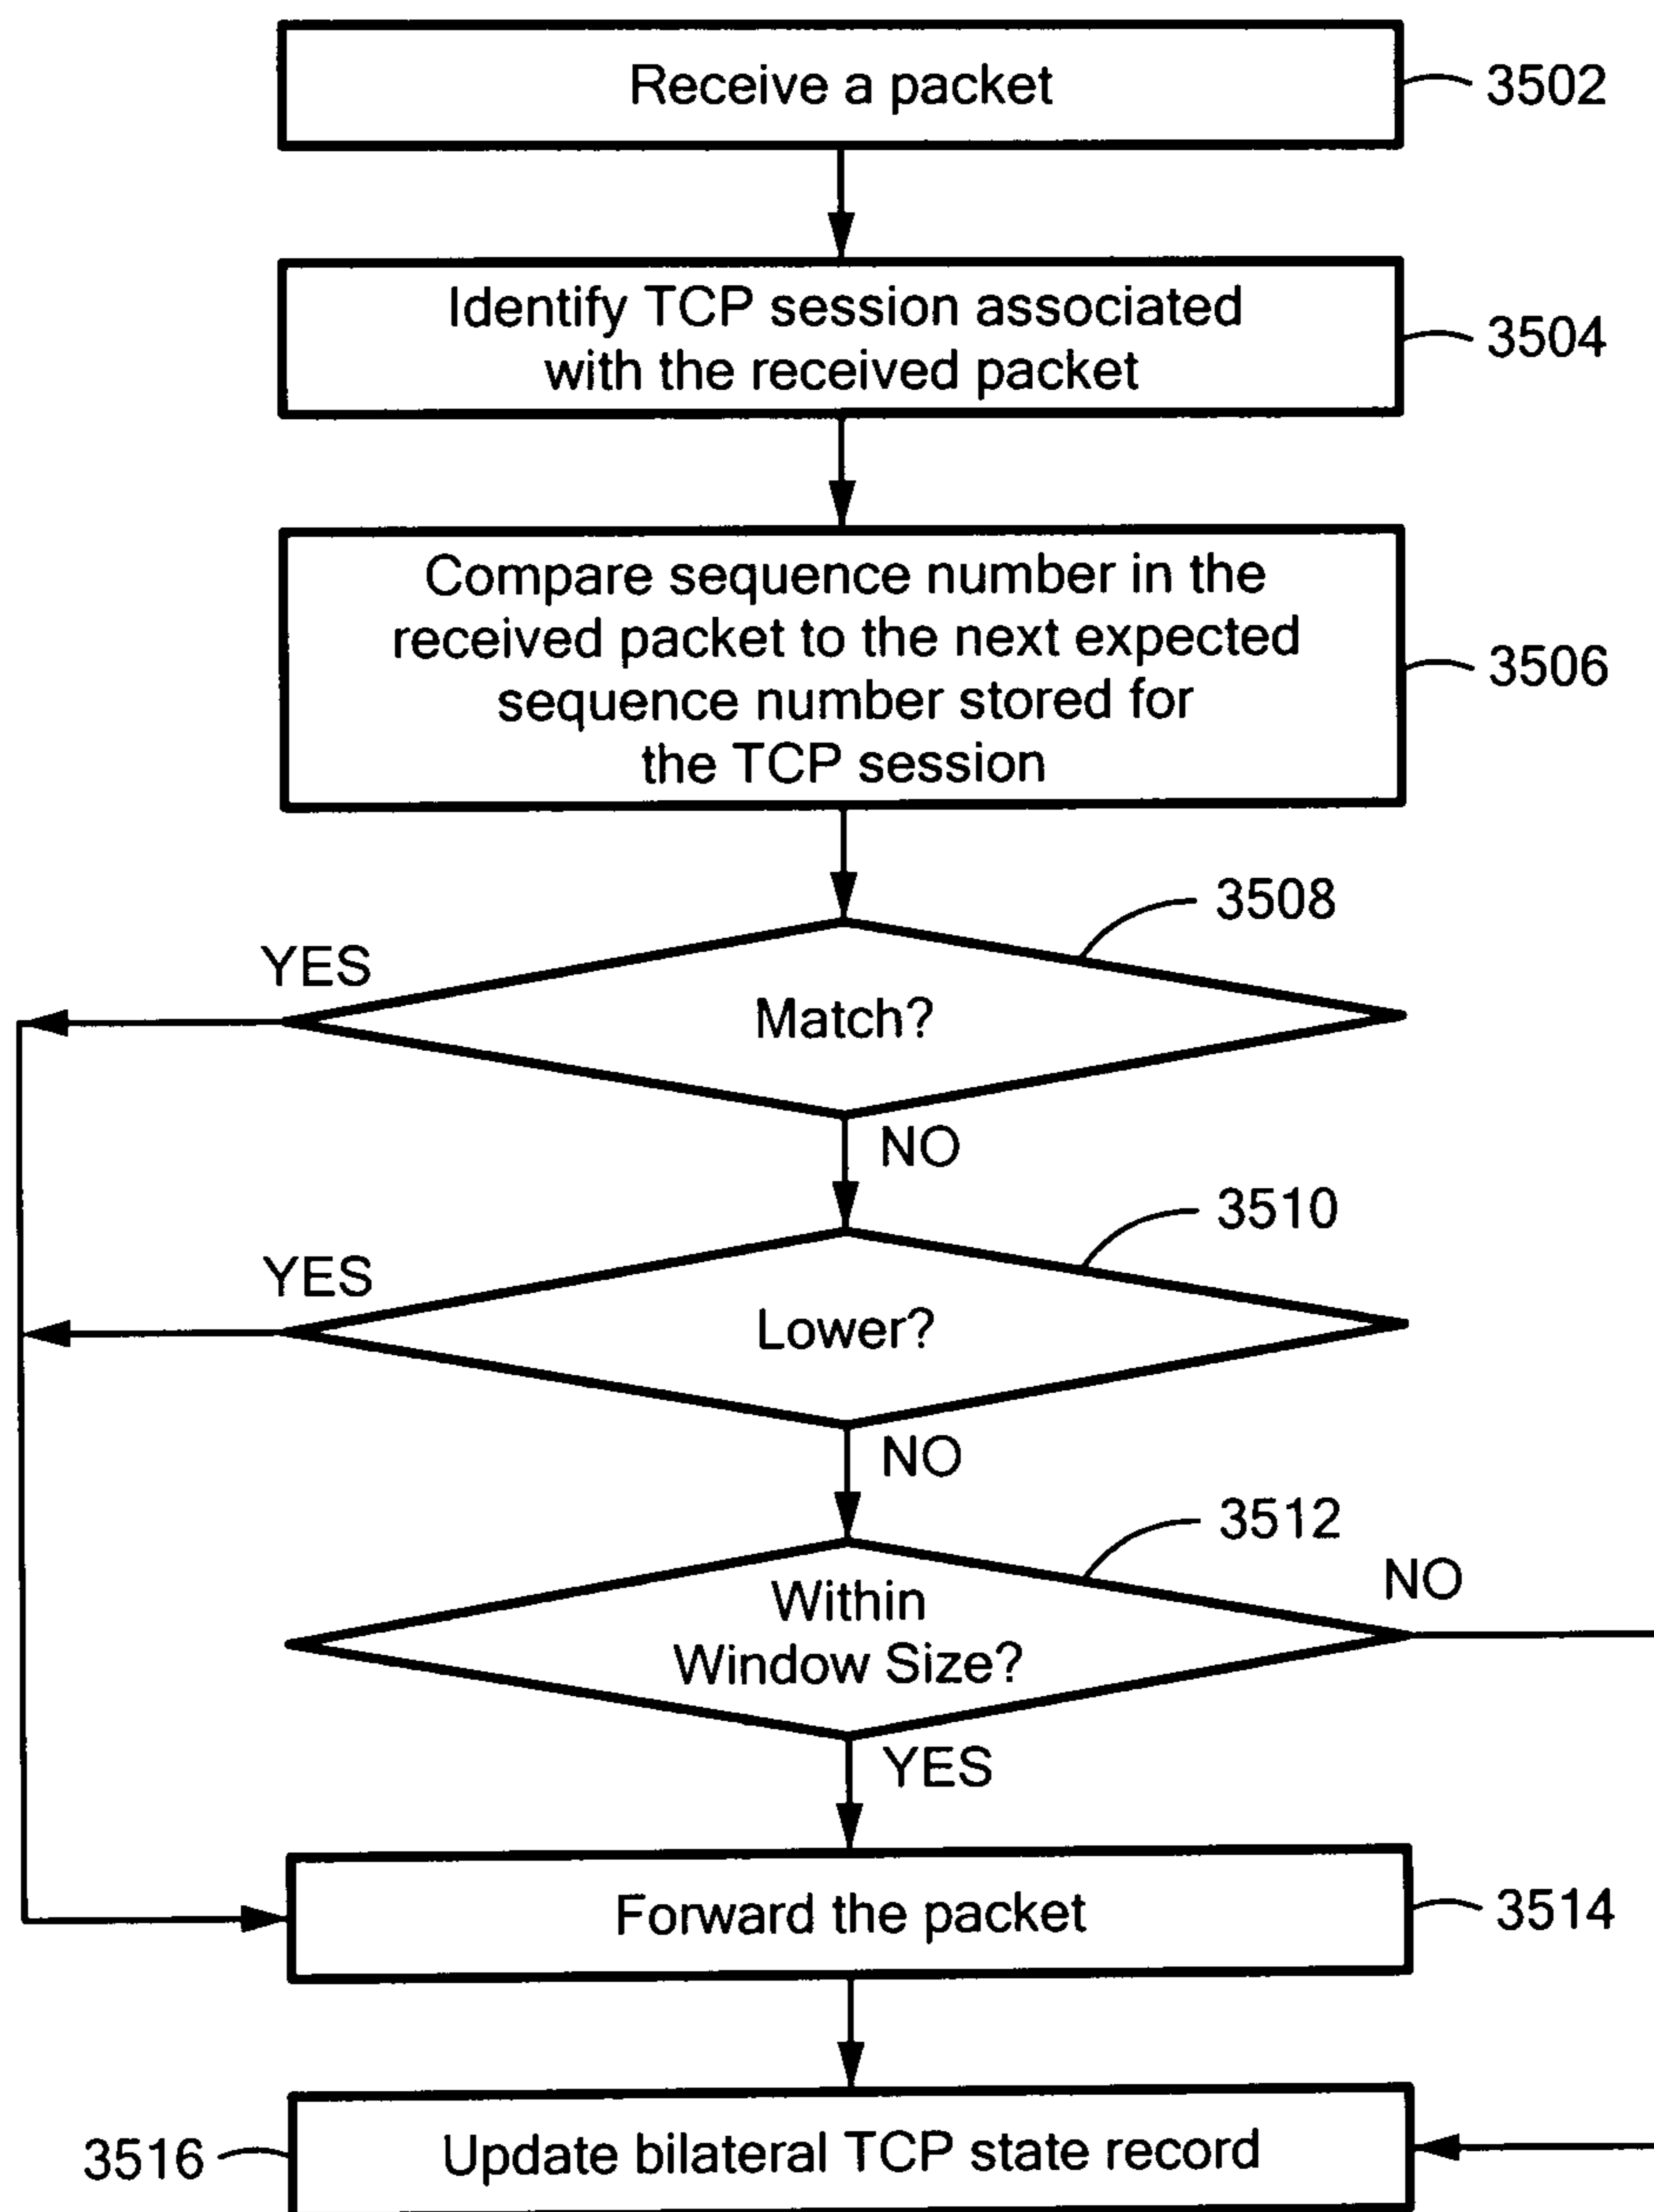 Receive a packet
3502
Identify TCP session associated
with the received packet
3504
Compare sequence number in the
received packet to the next expected
sequence number stored for
the TCP session
3506
3508
YES
Match?
NO
3510
YES
Lower?
NO
3512
NO
Within
Window Size?
YES
Forward the packet
3514
3516
Update bilateral TCP state record